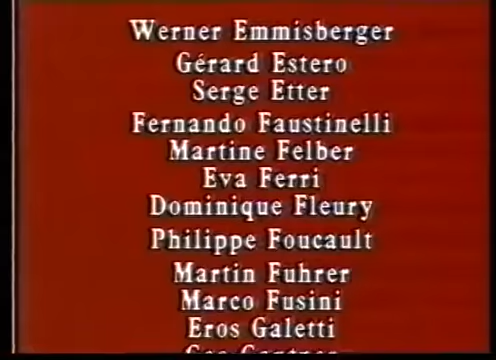 Werner Emmisberger
Gérard Estero
Serge Etter
Fernando Faustinelli
Martine Felber
Eva Ferri
Dominique Fleury
Philippe Foucault
Martin Fuhrer
Marco Fusini
Eros Galetti